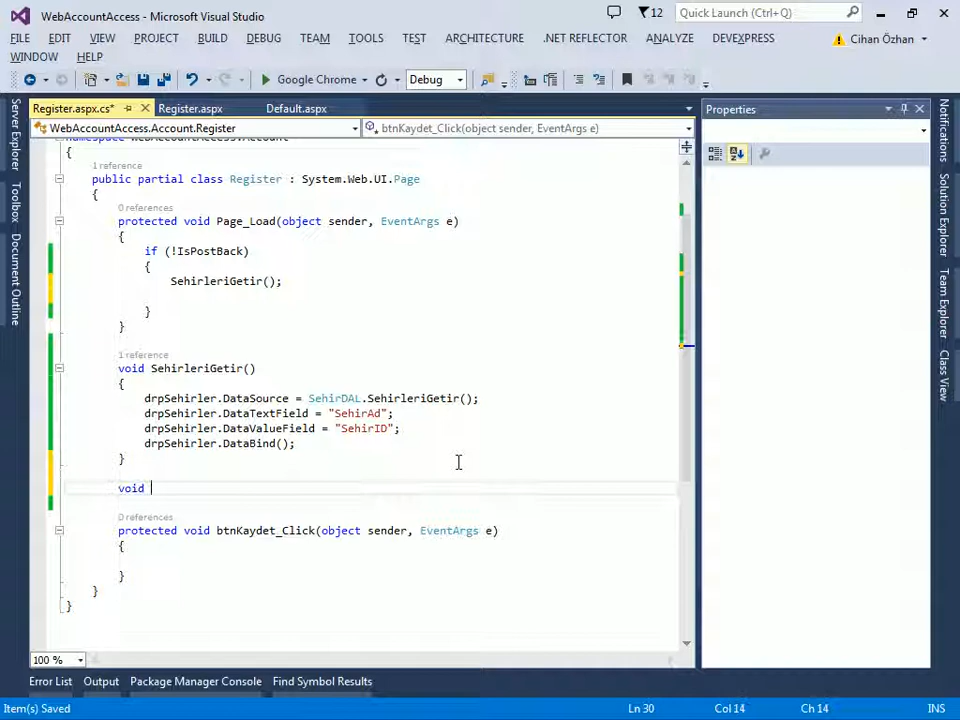 WebAccountAccess - Microsoft Visual Studio
12
Quick Launch (Ctrl+Q)
FILE EDIT VIEW PROJECT BUILD DEBUG TEAM TOOLS TEST ARCHITECTURE .NET REFLECTOR ANALYZE DEVEXPRESS
Cihan Özhan
WINDOW HELP
Google Chrome
Debug
Register.aspx.cs*
Register.aspx
Default.aspx
Properties
WebAccountAccess.Account.Register
btnKaydet_Click(object sender, EventArgs e)
{
1 reference
public partial class Register : System.Web.UI.Page
{
0 references
protected void Page_Load(object sender, EventArgs e)
{
if (!IsPostBack)
{
SehirleriGetir();
}
}
1 reference
void SehirleriGetir()
{
drpSehirler.DataSource = SehirDAL.SehirleriGetir();
drpSehirler.DataTextField = "SehirAd";
drpSehirler.DataValueField = "SehirID";
drpSehirler.DataBind();
}
void
0 references
protected void btnKaydet_Click(object sender, EventArgs e)
{
}
}
}
Server Explorer
Toolbox
Document Outline
Notifications
Solution Explorer
Team Explorer
Class View
100 %
Error List Output Package Manager Console Find Symbol Results
Item(s) Saved
Ln 30
Col 14
Ch 14
INS